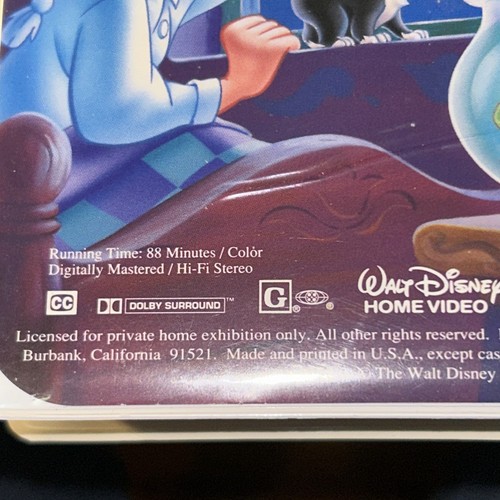 Running Time: 88 Minutes / Color
Digitally Mastered / Hi-Fi Stereo
CC DOLBY SURROUND™ G® ® WALT DISNEY
HOME VIDEO
Licensed for private home exhibition only. All other rights reserved.
Burbank, California 91521. Made and printed in U.S.A., except cas
© The Walt Disney